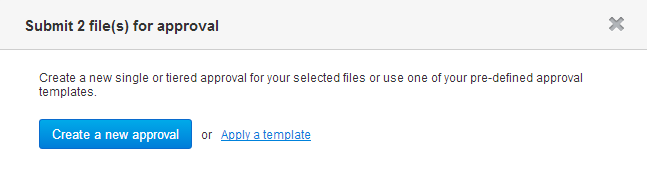 Submit 2 file(s) for approval
Create a new single or tiered approval for your selected files or use one of your pre-defined approval
templates.
Create a new approval or Apply a template